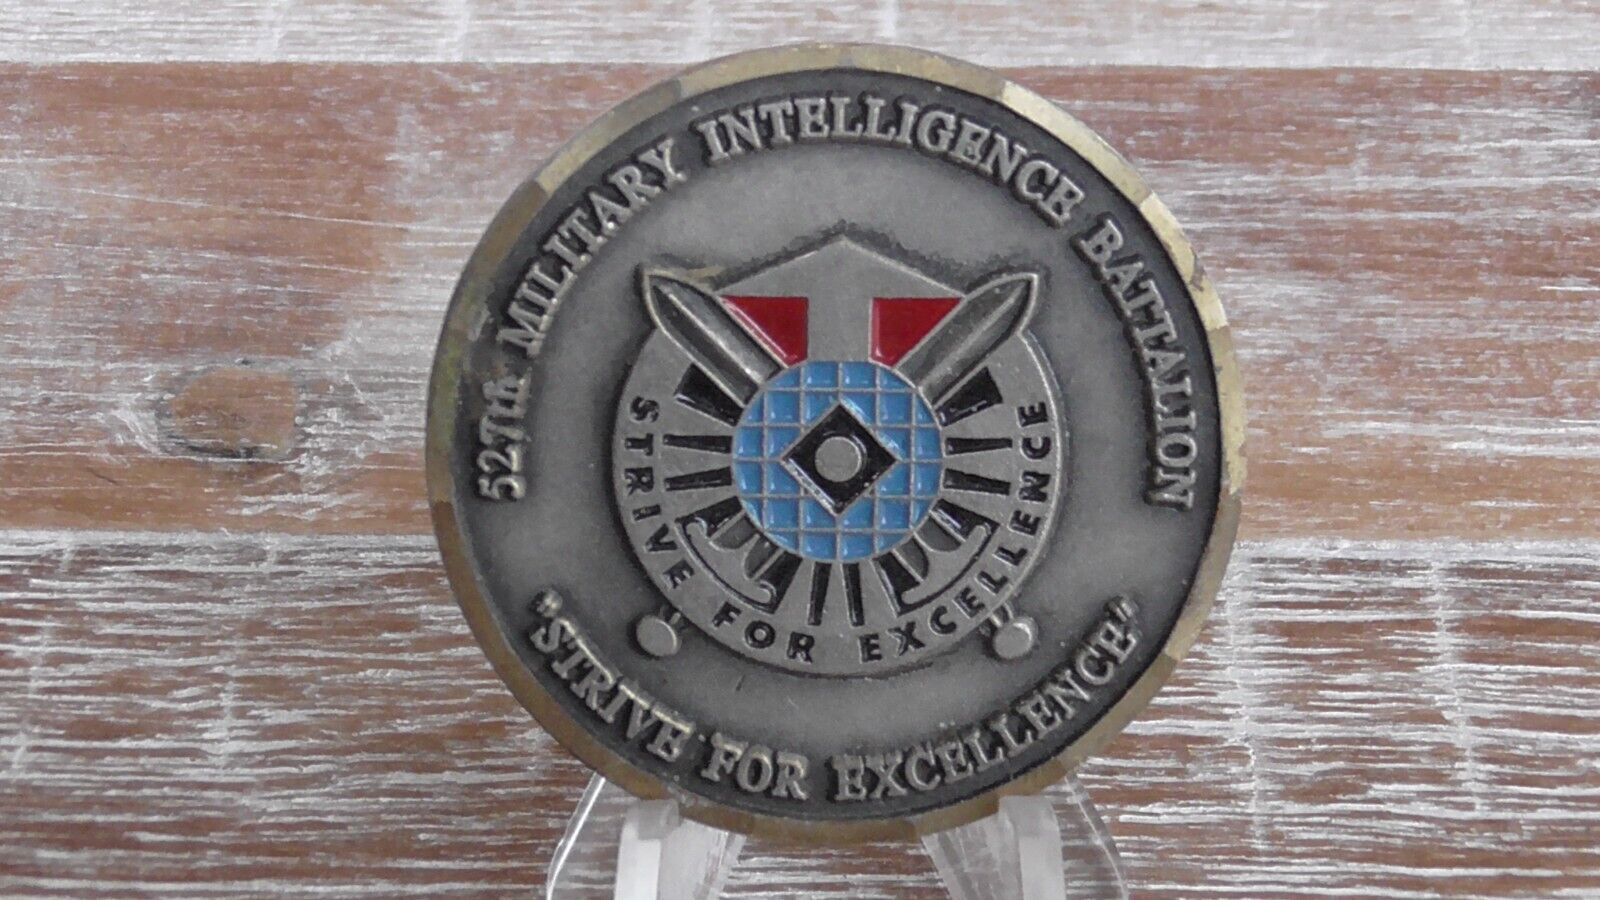 527th MILITARY INTELLIGENCE BATTALION
STRIVE FOR EXCELLENCE
"STRIVE FOR EXCELLENCE"